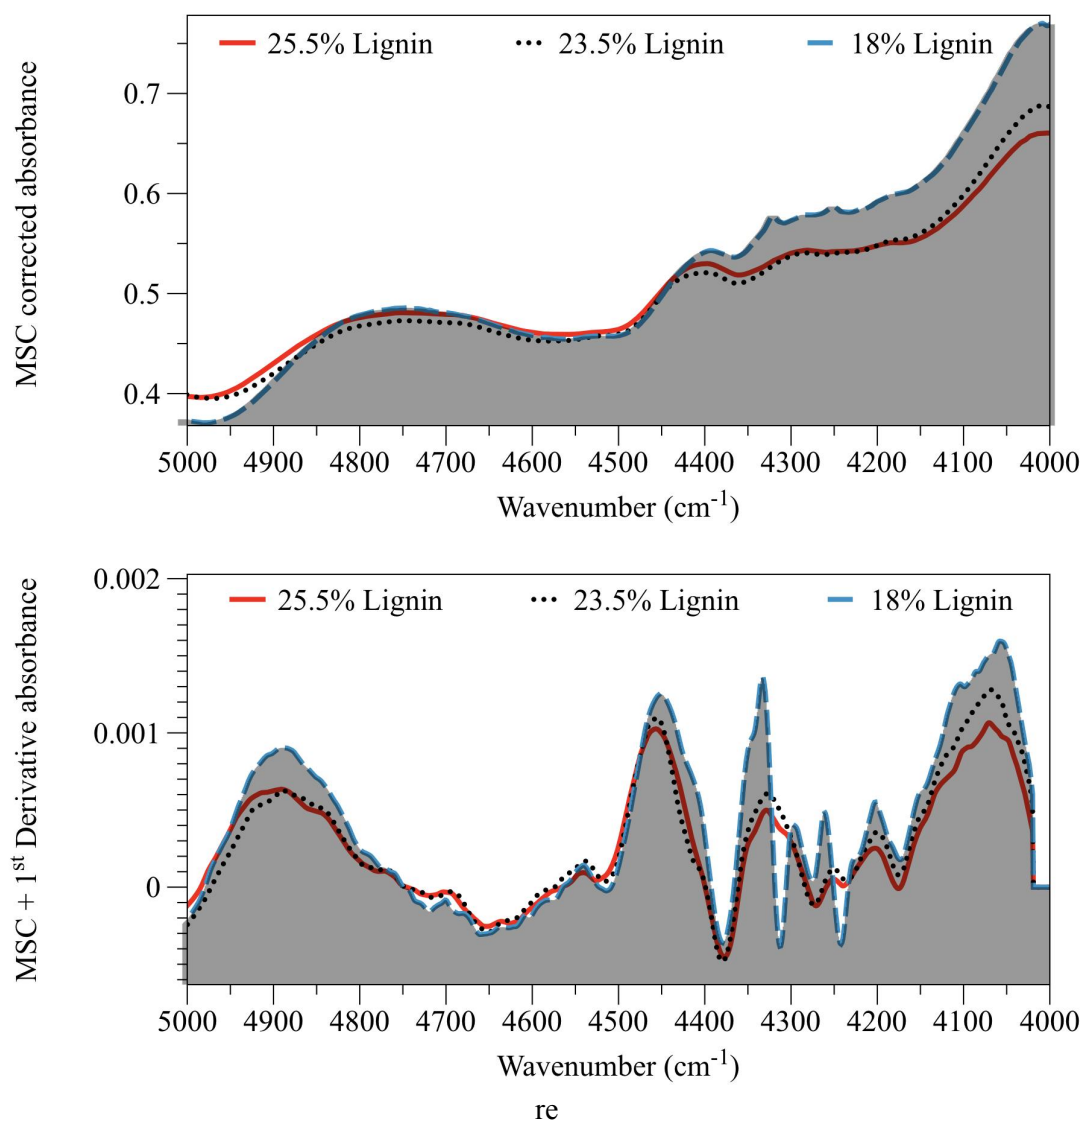 25.5% Lignin 23.5% Lignin 18% Lignin
MSC corrected absorbance
0.7
0.6
0.5
0.4
5000 4900 4800 4700 4600 4500 4400 4300 4200 4100 4000
Wavenumber (cm⁻¹)
0.002
25.5% Lignin 23.5% Lignin 18% Lignin
MSC + 1ˢᵗ Derivative absorbance
0.001
0
5000 4900 4800 4700 4600 4500 4400 4300 4200 4100 4000
Wavenumber (cm⁻¹)
re